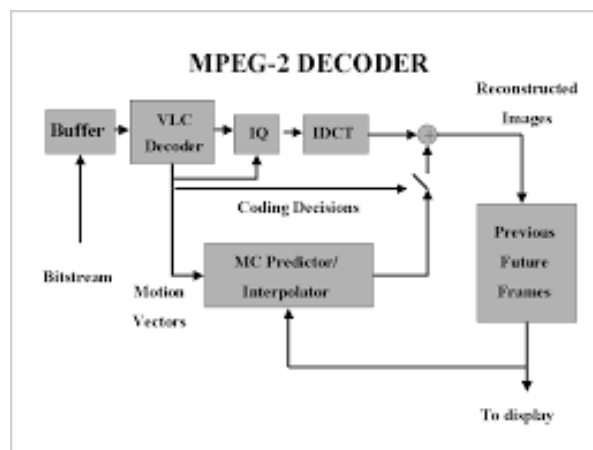 MPEG-2 DECODER
Reconstructed
Images
Buffer
VLC
Decoder
IQ
IDCT
+
Coding Decisions
Bitstream
Motion
Vectors
MC Predictor/
Interpolator
Previous
Future
Frames
To display